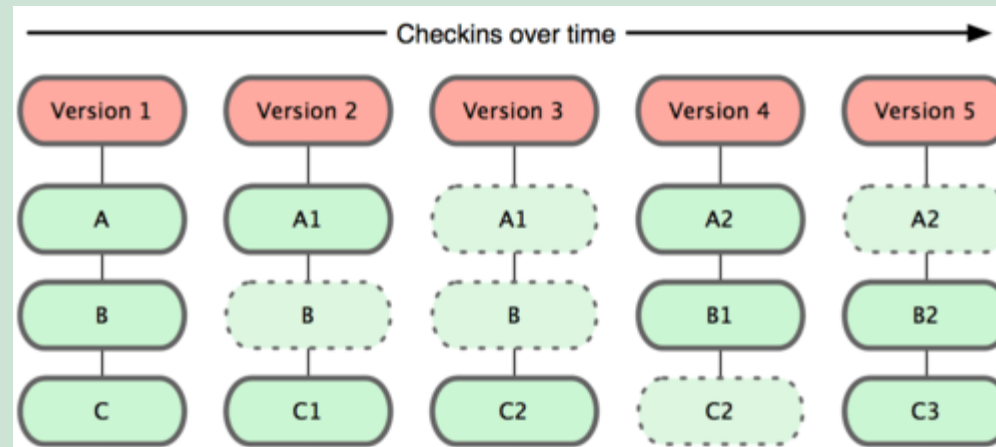 Checkins over time
Version 1 Version 2 Version 3 Version 4 Version 5
A A1 A1 A2 A2
B B B B1 B2
C C1 C2 C2 C3